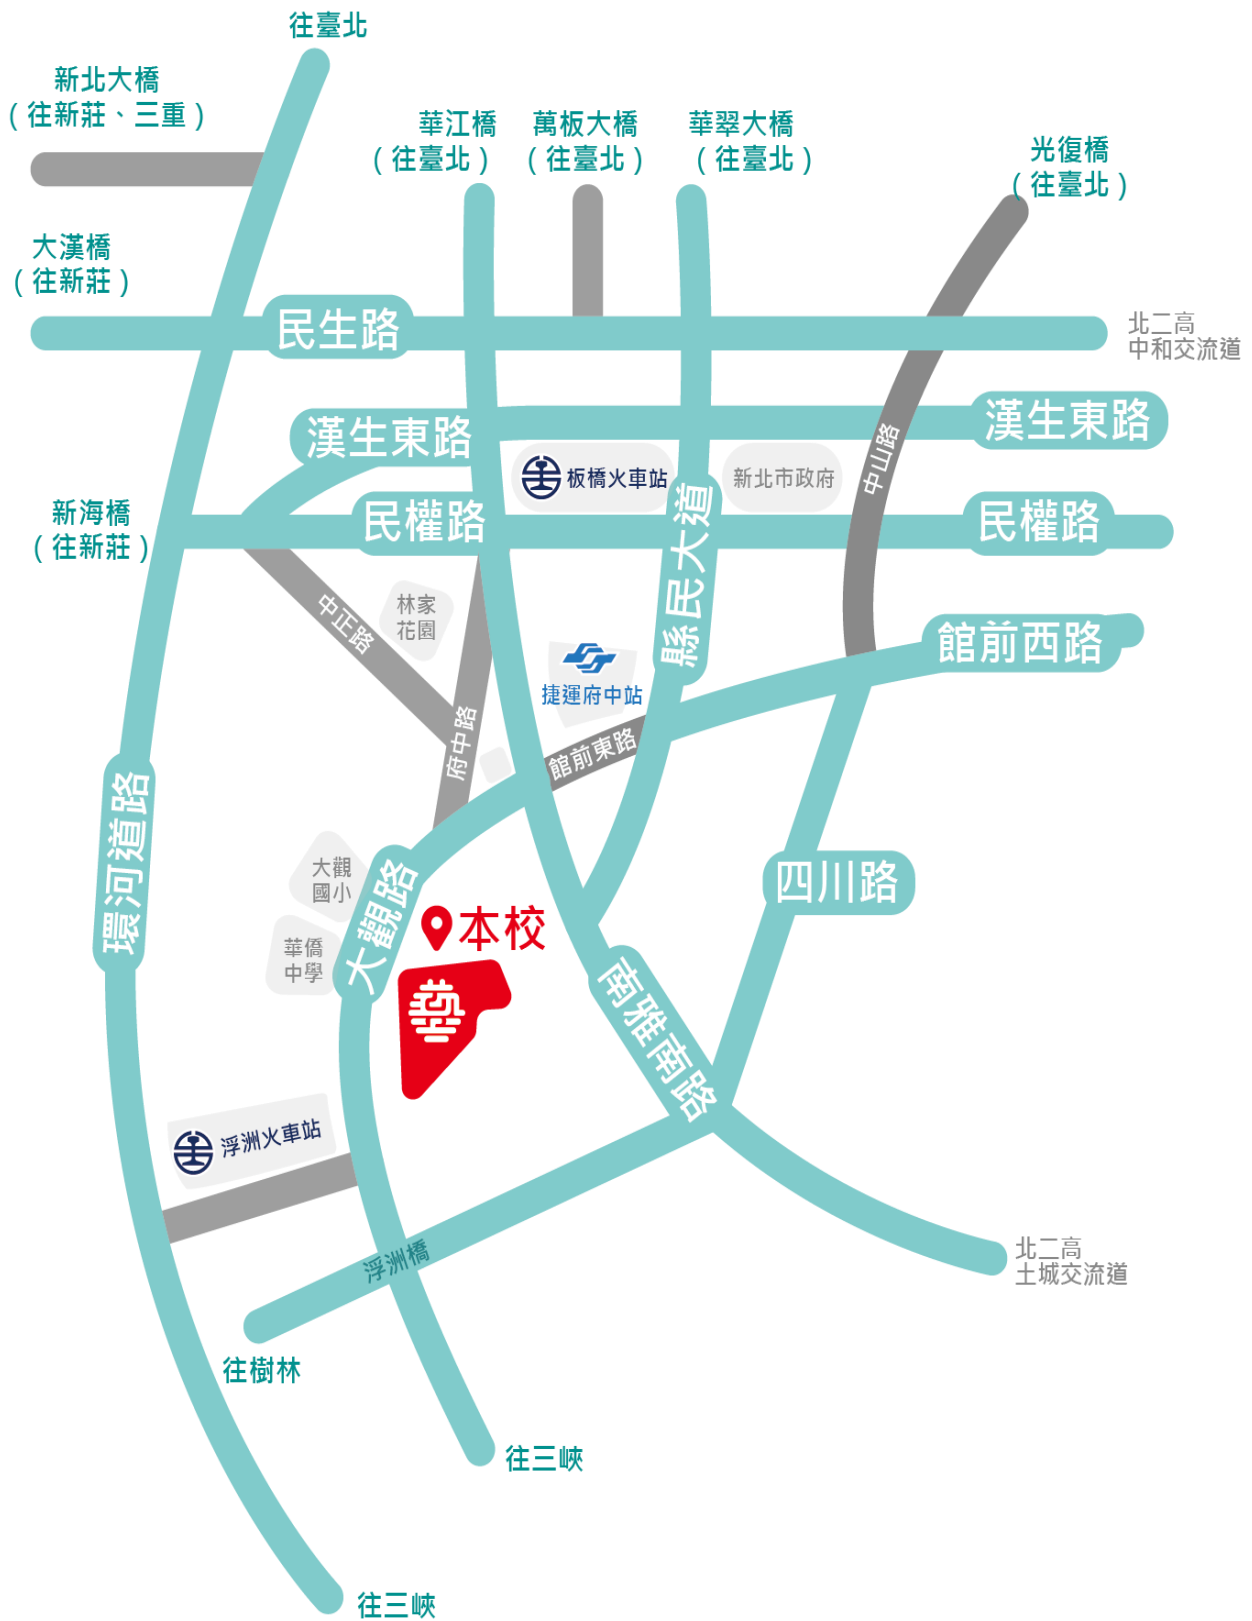 往臺北
新北大橋
(往新莊、三重)
華江橋
(往臺北)
萬板大橋
(往臺北)
華翠大橋
(往臺北)
光復橋
(往臺北)
大漢橋
(往新莊)
民生路
北二高
中和交流道
漢生東路
漢生東路
中山路
板橋火車站
新北市政府
新海橋
(往新莊)
民權路
縣民大道
民權路
中正路
林家
花園
館前西路
捷運府中站
府中路
館前東路
環河道路
大觀
國小
大觀路
四川路
本校
華僑
中學
藝
南雅南路
浮洲火車站
浮洲橋
北二高
土城交流道
往樹林
往三峽
往三峽